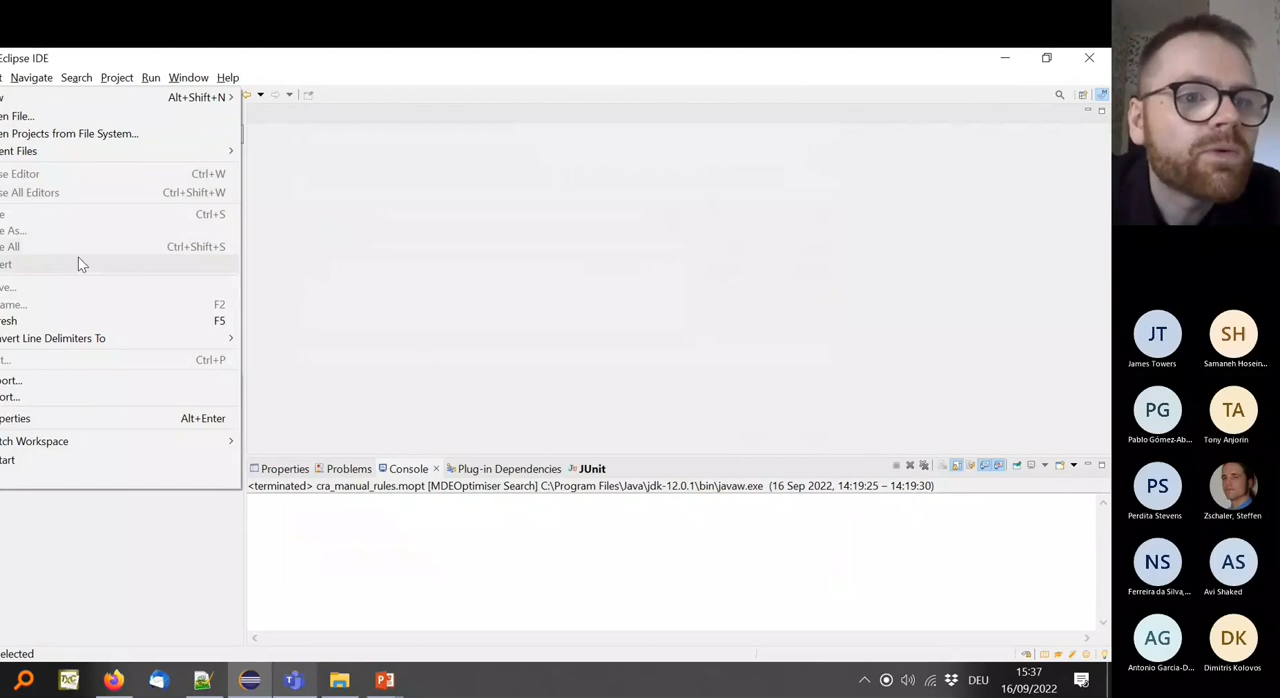 Eclipse IDE
t Navigate Search Project Run Window Help
w Alt+Shift+N
en File...
en Projects from File System...
ent Files
se Editor Ctrl+W
se All Editors Ctrl+Shift+W
e Ctrl+S
e As...
e All Ctrl+Shift+S
ert
ve...
ame... F2
resh F5
nvert Line Delimiters To
t... Ctrl+P
port...
ort...
perties Alt+Enter
tch Workspace
tart
Properties Problems Console Plug-in Dependencies JUnit
<terminated> cra_manual_rules.mopt [MDEOptimiser Search] C:\Program Files\Java\jdk-12.0.1\bin\javaw.exe (16 Sep 2022, 14:19:25 – 14:19:30)
elected
DEU
15:37
16/09/2022
JT SH
James Towers Samaneh Hosein...
PG TA
Pablo Gómez-Ab... Tony Anjorin
PS
Perdita Stevens Zschaler, Steffen
NS AS
Ferreira da Silva,... Avi Shaked
AG DK
Antonio Garcia-D... Dimitris Kolovos